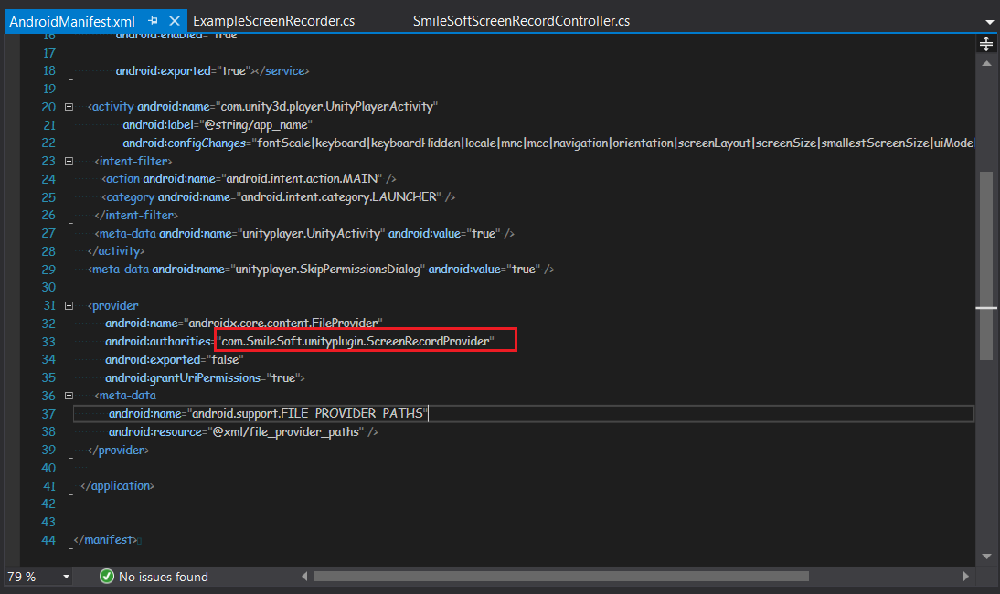 AndroidManifest.xml ExampleScreenRecorder.cs SmileSoftScreenRecordController.cs
16 android:enabled="true"
17
18 android:exported="true"></service>
19
20 <activity android:name="com.unity3d.player.UnityPlayerActivity"
21 android:label="@string/app_name"
22 android:configChanges="fontScale|keyboard|keyboardHidden|locale|mnc|mcc|navigation|orientation|screenLayout|screenSize|smallestScreenSize|uiMode
23 <intent-filter>
24 <action android:name="android.intent.action.MAIN" />
25 <category android:name="android.intent.category.LAUNCHER" />
26 </intent-filter>
27 <meta-data android:name="unityplayer.UnityActivity" android:value="true" />
28 </activity>
29 <meta-data android:name="unityplayer.SkipPermissionsDialog" android:value="true" />
30
31 <provider
32 android:name="androidx.core.content.FileProvider"
33 android:authorities="com.SmileSoft.unityplugin.ScreenRecordProvider"
34 android:exported="false"
35 android:grantUriPermissions="true">
36 <meta-data
37 android:name="android.support.FILE_PROVIDER_PATHS"
38 android:resource="@xml/file_provider_paths" />
39 </provider>
40
41 </application>
42
43
44 </manifest>
79 % No issues found